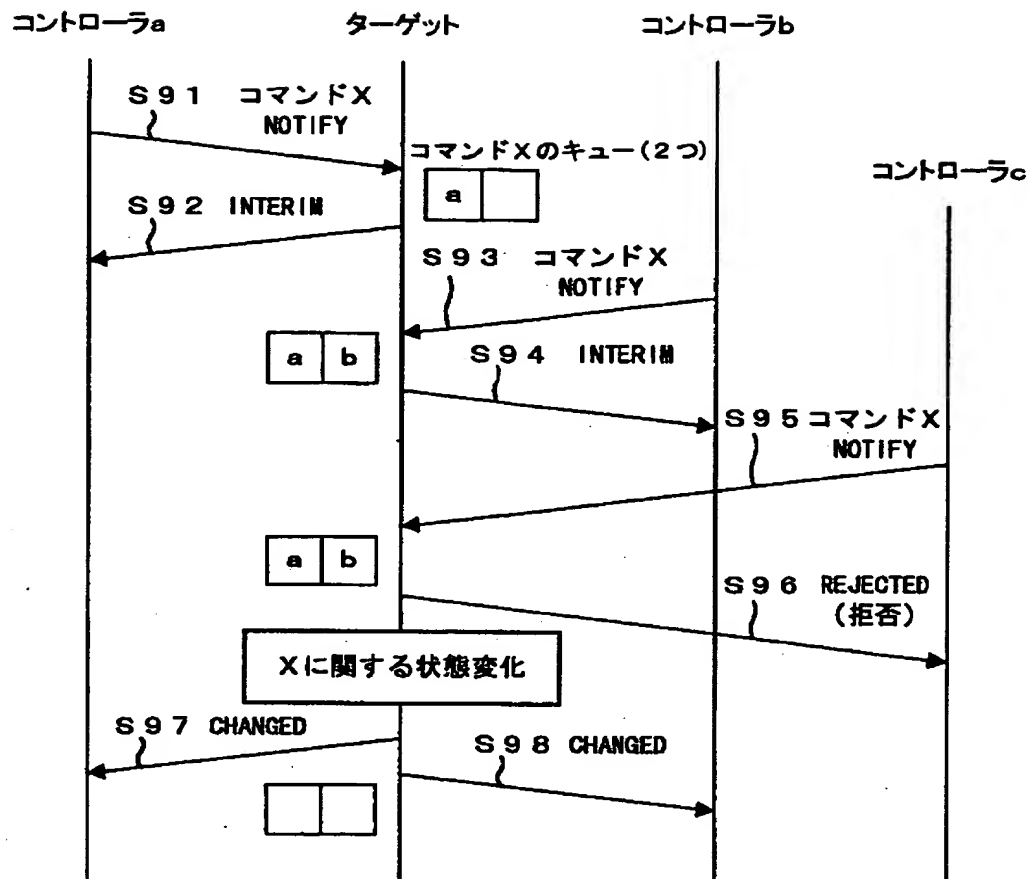 コントローラa
ターゲット
コントローラb
コントローラc
S91 コマンドX
NOTIFY
コマンドXのキュー(2つ)
a
S92 INTERIM
S93 コマンドX
NOTIFY
a b
S94 INTERIM
S95 コマンドX
NOTIFY
a b
S96 REJECTED
(拒否)
Xに関する状態変化
S97 CHANGED
S98 CHANGED